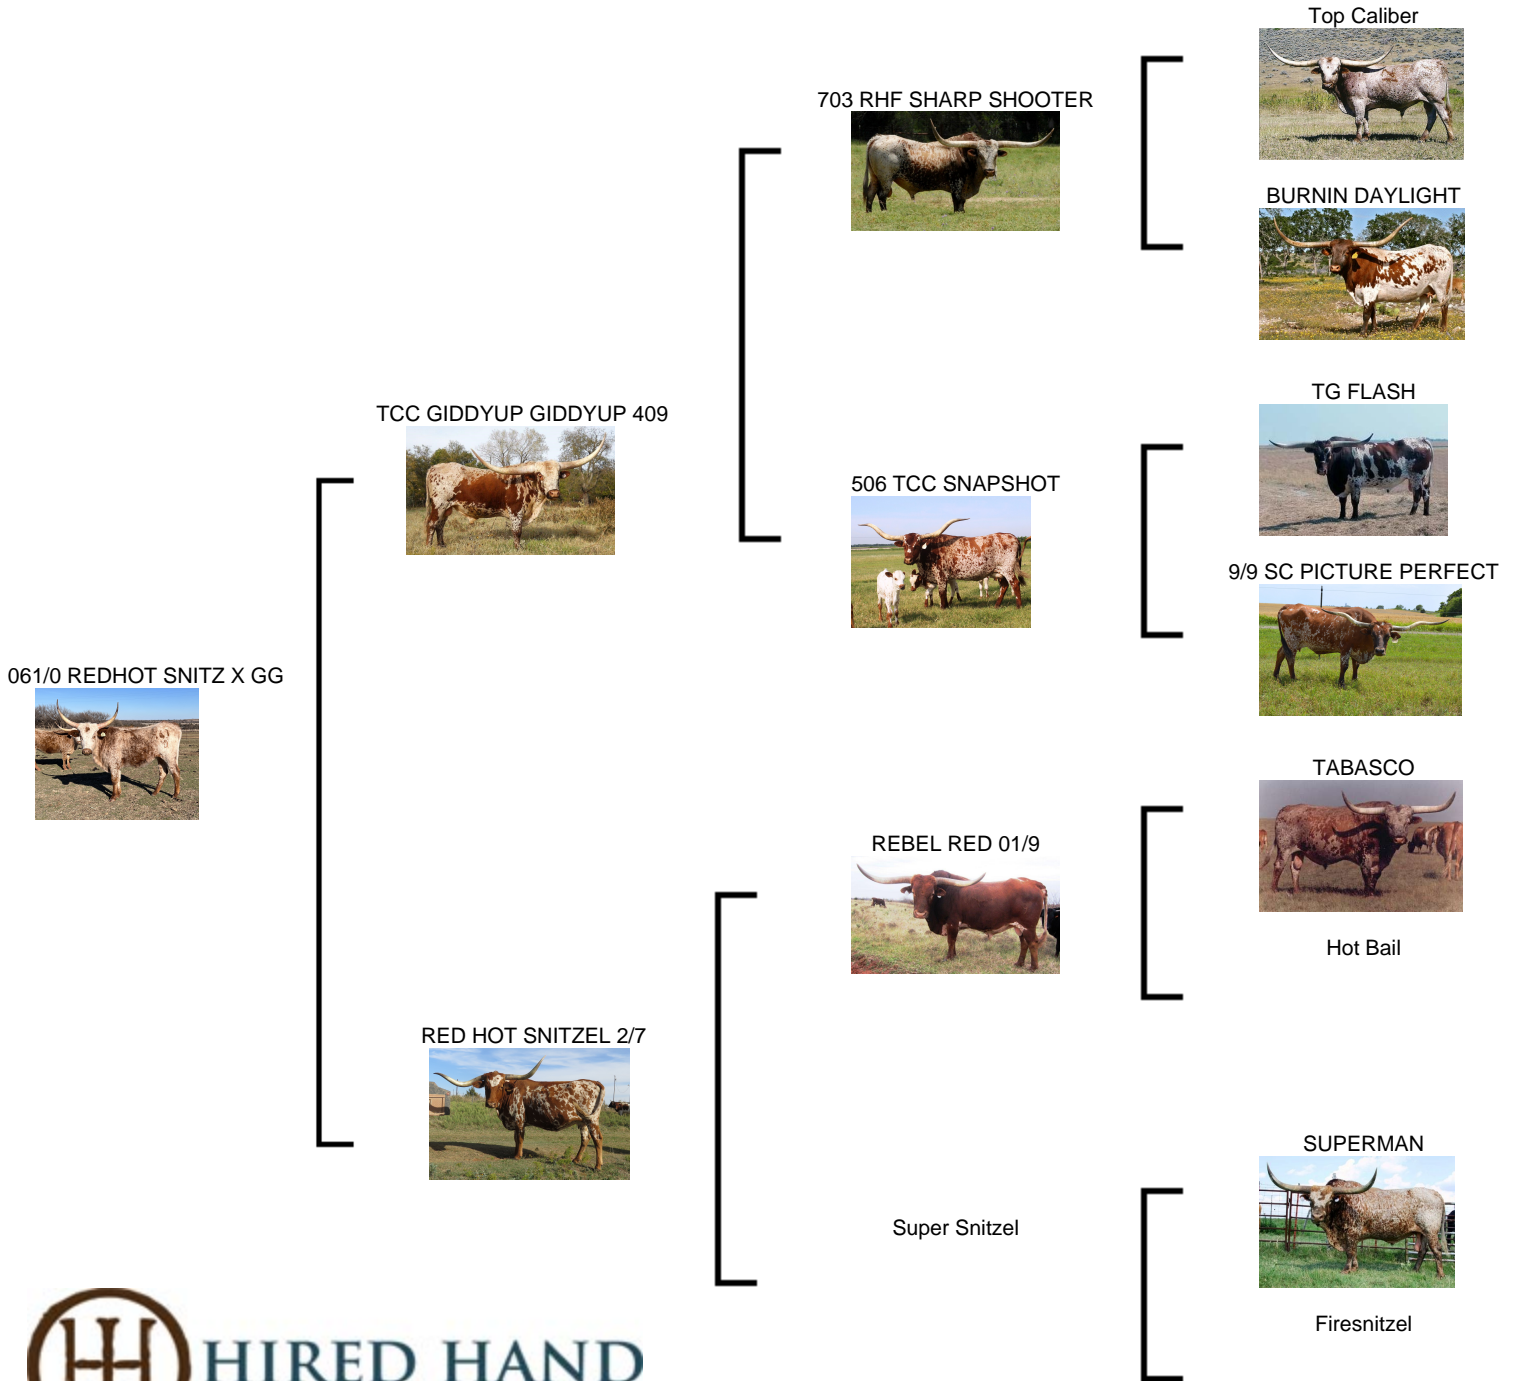 Top Caliber
703 RHF SHARP SHOOTER
BURNIN DAYLIGHT
TCC GIDDYUP GIDDYUP 409
TG FLASH
506 TCC SNAPSHOT
9/9 SC PICTURE PERFECT
061/0 REDHOT SNITZ X GG
TABASCO
REBEL RED 01/9
Hot Bail
RED HOT SNITZEL 2/7
SUPERMAN
Super Snitzel
Firesnitzel
HIRED HAND